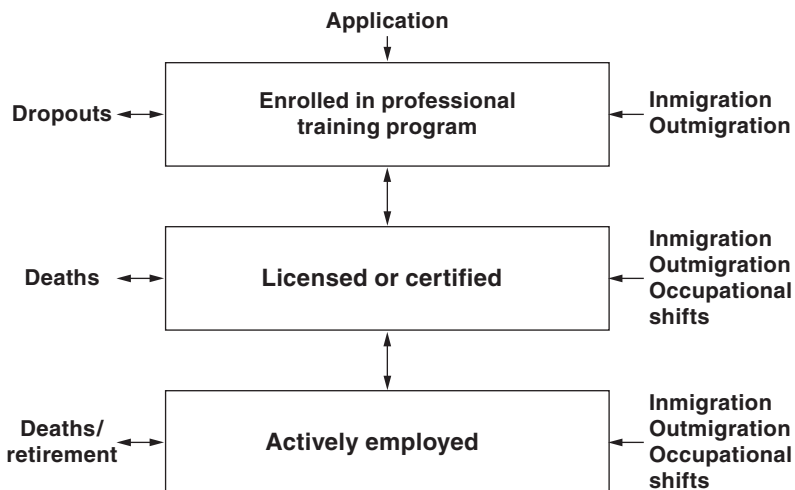 Application
Enrolled in professional
training program
Dropouts
Inmigration
Outmigration
Licensed or certified
Deaths
Inmigration
Outmigration
Occupational
shifts
Actively employed
Deaths/
retirement
Inmigration
Outmigration
Occupational
shifts